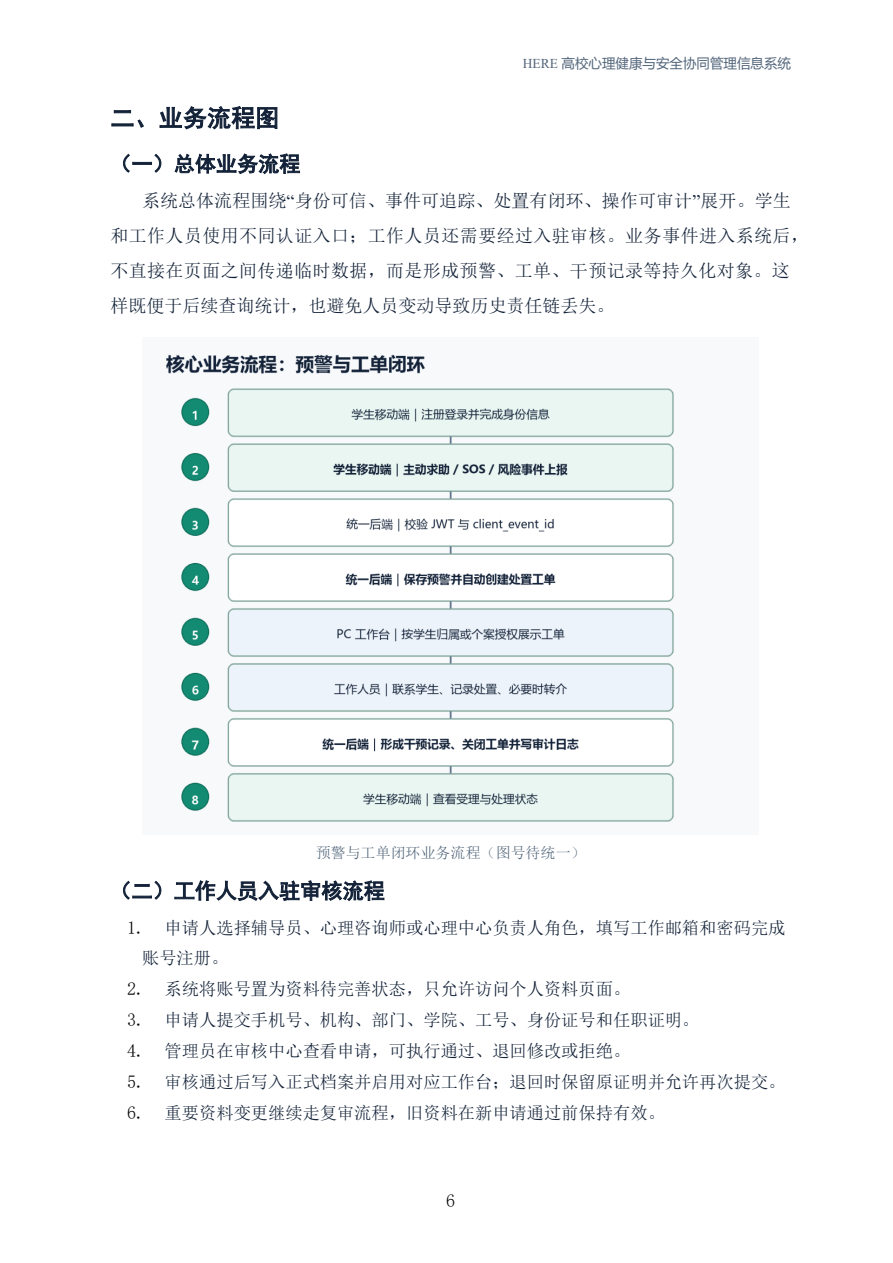 HERE 高校心理健康与安全协同管理信息系统
二、业务流程图
（一）总体业务流程
系统总体流程围绕“身份可信、事件可追踪、处置有闭环、操作可审计”展开。学生
和工作人员使用不同认证入口；工作人员还需要经过入驻审核。业务事件进入系统后，
不直接在页面之间传递临时数据，而是形成预警、工单、干预记录等持久化对象。这
样既便于后续查询统计，也避免人员变动导致历史责任链丢失。
核心业务流程：预警与工单闭环
1 学生移动端｜注册登录并完成身份信息
2 学生移动端｜主动求助 / SOS / 风险事件上报
3 统一后端｜校验 JWT 与 client_event_id
4 统一后端｜保存预警并自动创建处置工单
5 PC 工作台｜按学生归属或个案授权展示工单
6 工作人员｜联系学生、记录处置、必要时转介
7 统一后端｜形成干预记录、关闭工单并写审计日志
8 学生移动端｜查看受理与处理状态
预警与工单闭环业务流程（图号待统一）
（二）工作人员入驻审核流程
1. 申请人选择辅导员、心理咨询师或心理中心负责人角色，填写工作邮箱和密码完成
账号注册。
2. 系统将账号置为资料待完善状态，只允许访问个人资料页面。
3. 申请人提交手机号、机构、部门、学院、工号、身份证号和任职证明。
4. 管理员在审核中心查看申请，可执行通过、退回修改或拒绝。
5. 审核通过后写入正式档案并启用对应工作台；退回时保留原证明并允许再次提交。
6. 重要资料变更继续走复审流程，旧资料在新申请通过前保持有效。
6